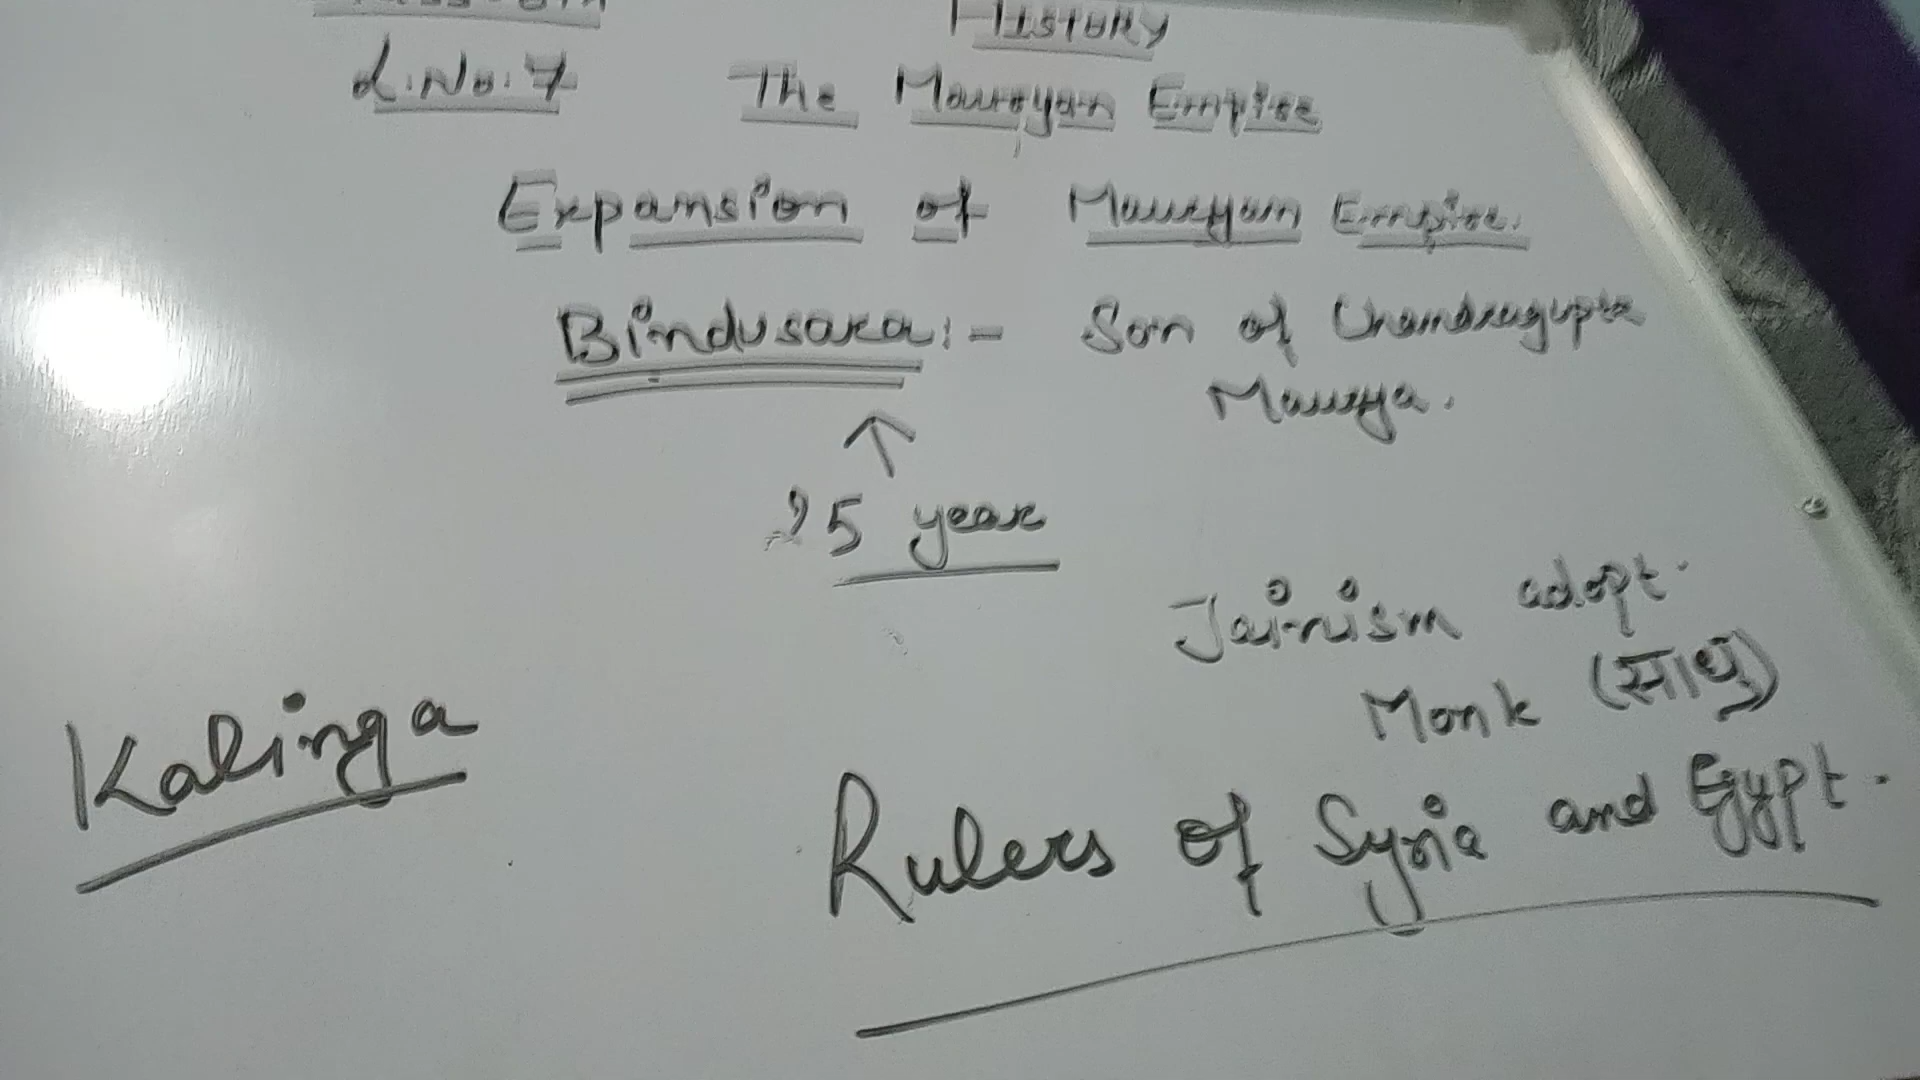 HISTORY
L.No:7 The Mauryan Empire
Expansion of Mauryan Empire.
Bindusara:- Son of Chandragupta
Maurya.
↑
25 year
Jainism adopt.
Monk (साधु)
Kalinga
Rulers of Syria and Egypt.